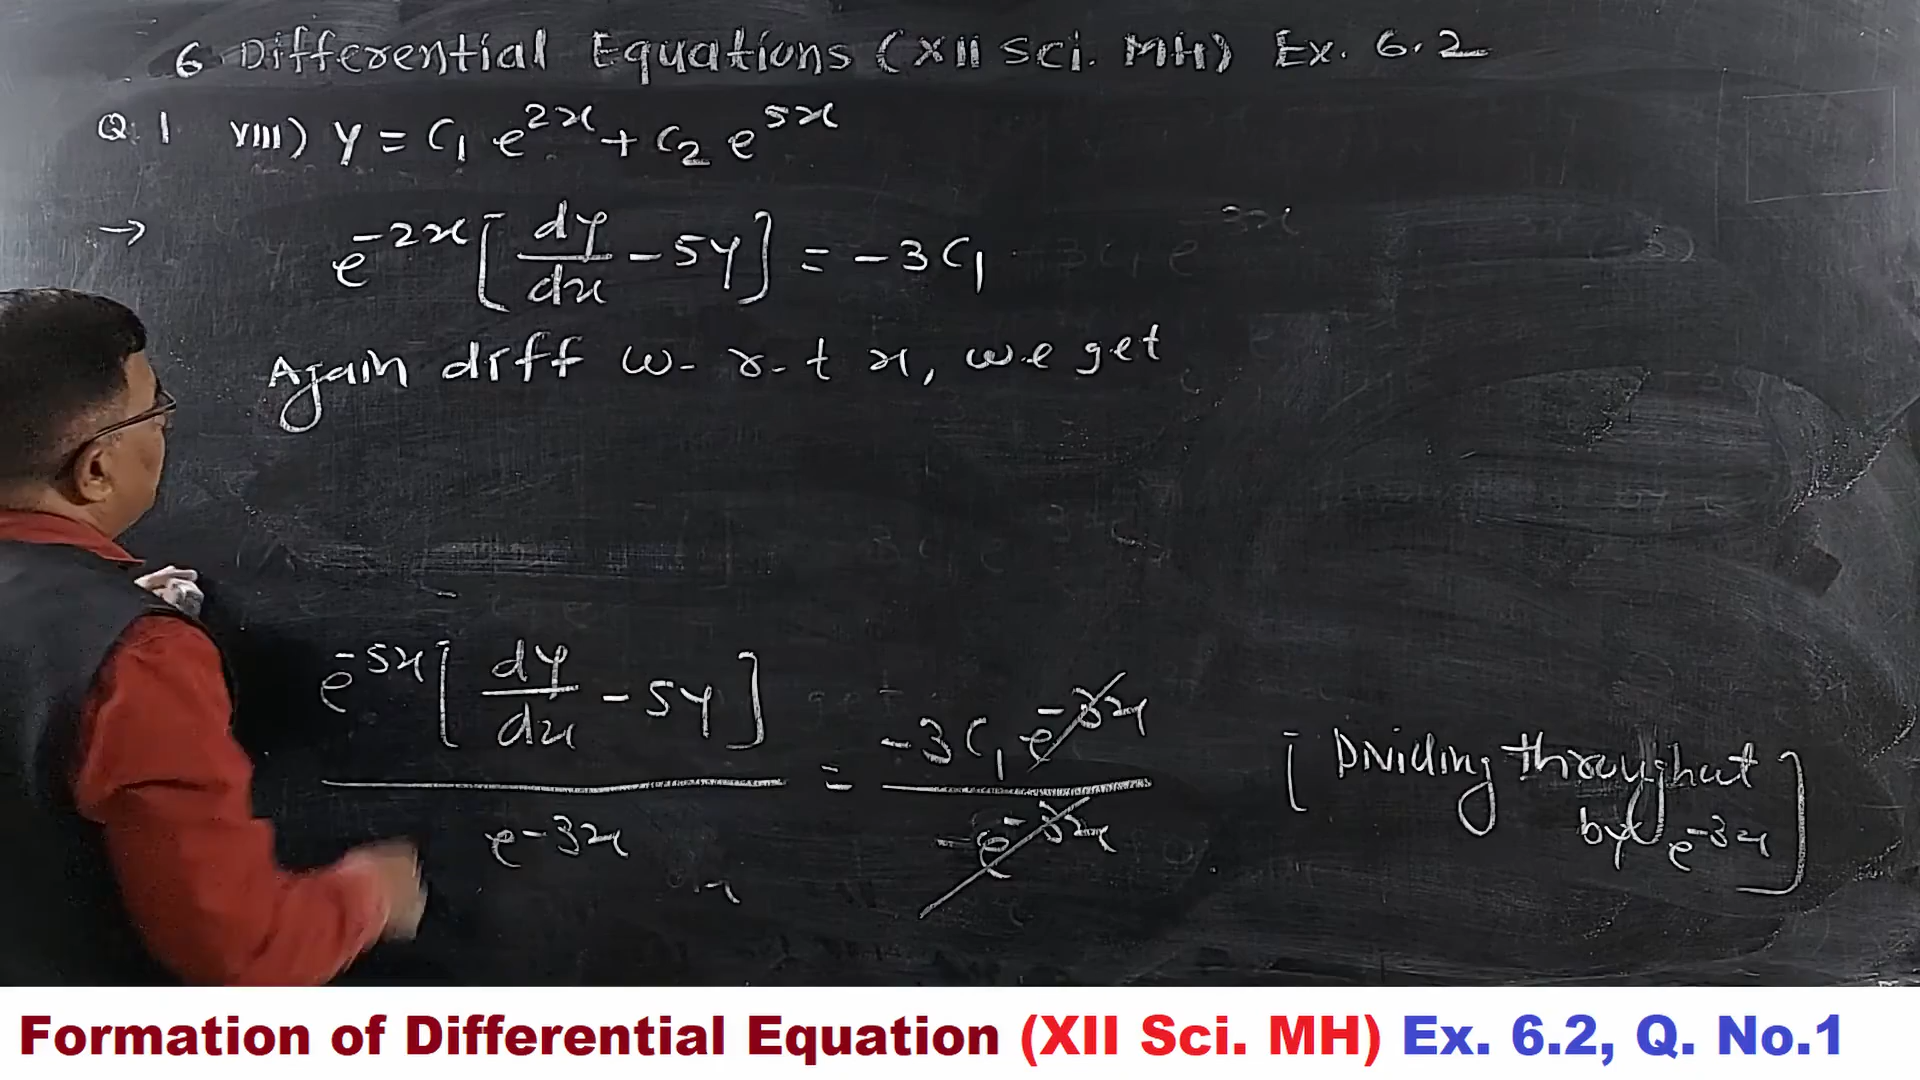 6 Differential Equations (XII Sci. MH) Ex. 6.2
Q.1 VIII) y = C₁ e^2x + C₂ e^5x
→ e^-2x [ dy/dx - 5y ] = -3C₁
Again diff w.r.t x, we get
e^-5x [ dy/dx - 5y ] / e^-3x = -3C₁ e^-3x / -e^-3x [ Dividing throughout
by e^-3x ]
Formation of Differential Equation (XII Sci. MH) Ex. 6.2, Q. No.1